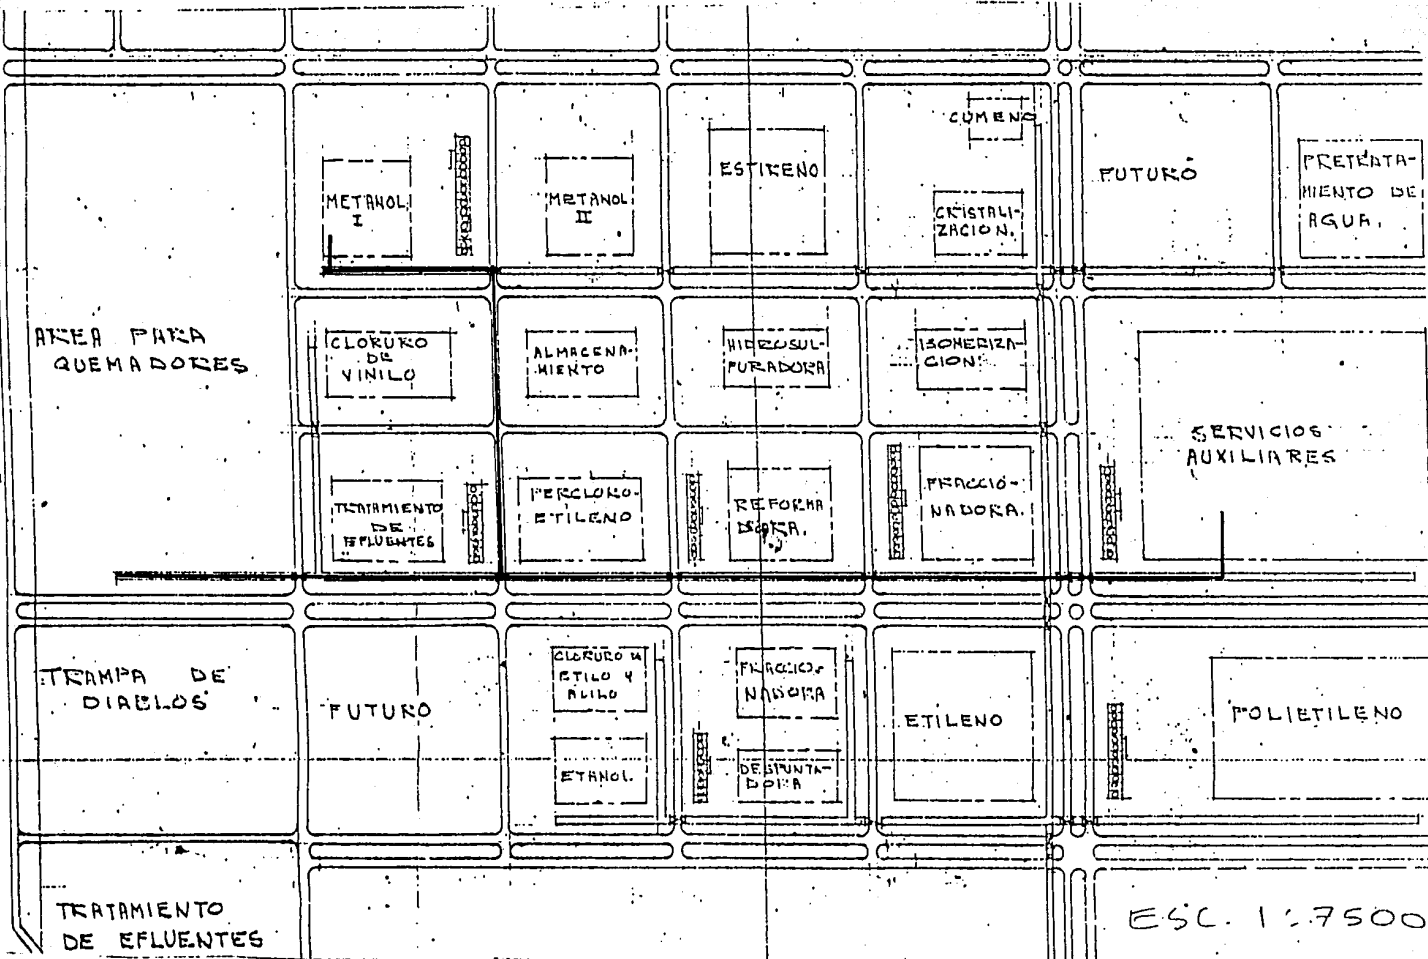 CUMENO
METANOL
I
METANOL
II
ESTIRENO
CRISTALI-
ZACION.
FUTURO
PRETRATA-
MIENTO DE
AGUA.
AREA PARA
QUEMADORES
CLORURO
DE
VINILO
ALMACENA-
MIENTO
HIDROSUL-
FURADORA
ISOMERIZA-
CION
SERVICIOS
AUXILIARES
TRATAMIENTO
DE
EFLUENTES
PERCLORO-
ETILENO
REFORMA
DORA.
FRACCIO-
NADORA.
TRAMPA DE
DIABLOS
FUTURO
CLORURO DE
ETILO Y
ALILO
ETANOL
FRACCIO-
NADORA
DESPUNTA-
DORA
ETILENO
POLIETILENO
TRATAMIENTO
DE EFLUENTES
ESC. 1:7500